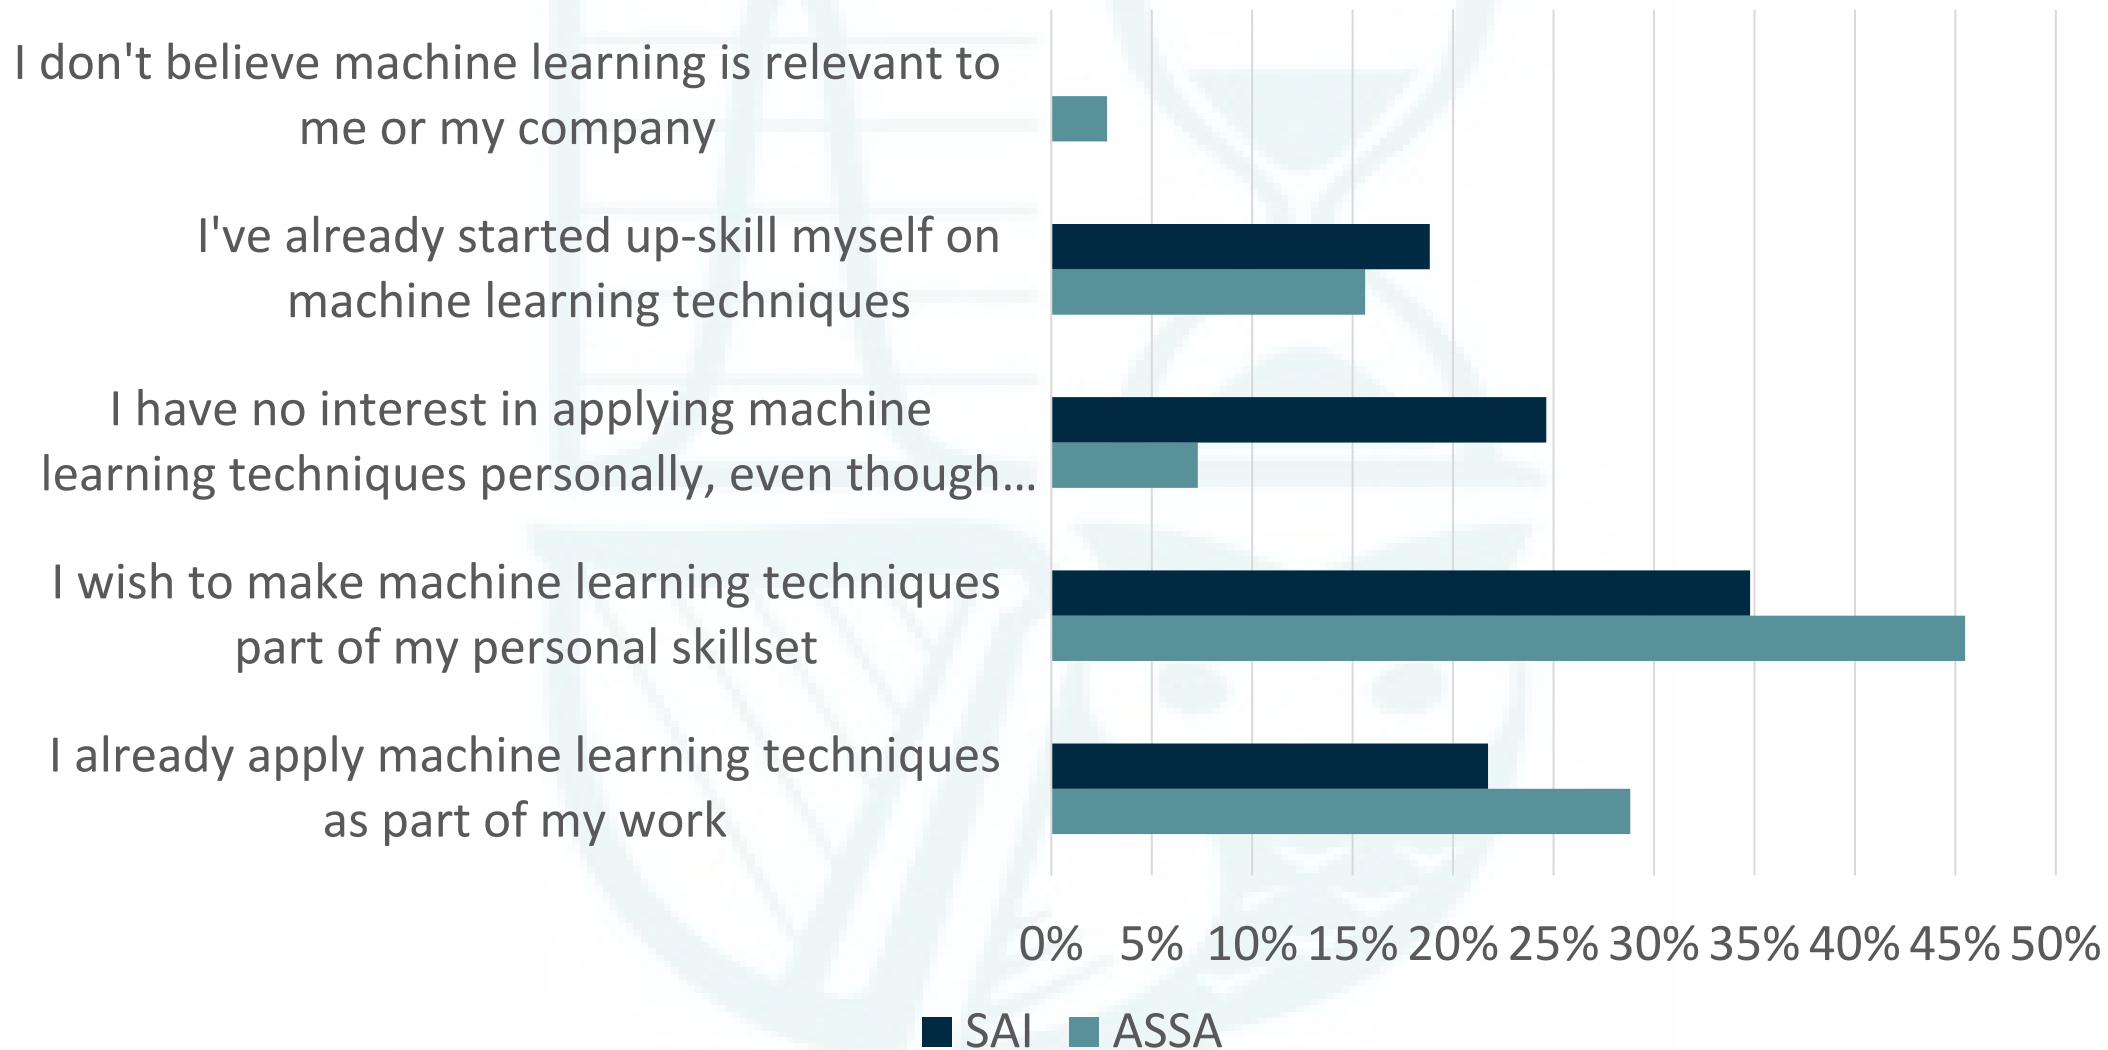 I don't believe machine learning is relevant to
me or my company
I've already started up-skill myself on
machine learning techniques
I have no interest in applying machine
learning techniques personally, even though…
I wish to make machine learning techniques
part of my personal skillset
I already apply machine learning techniques
as part of my work
0% 5% 10% 15% 20% 25% 30% 35% 40% 45% 50%
SAI ASSA